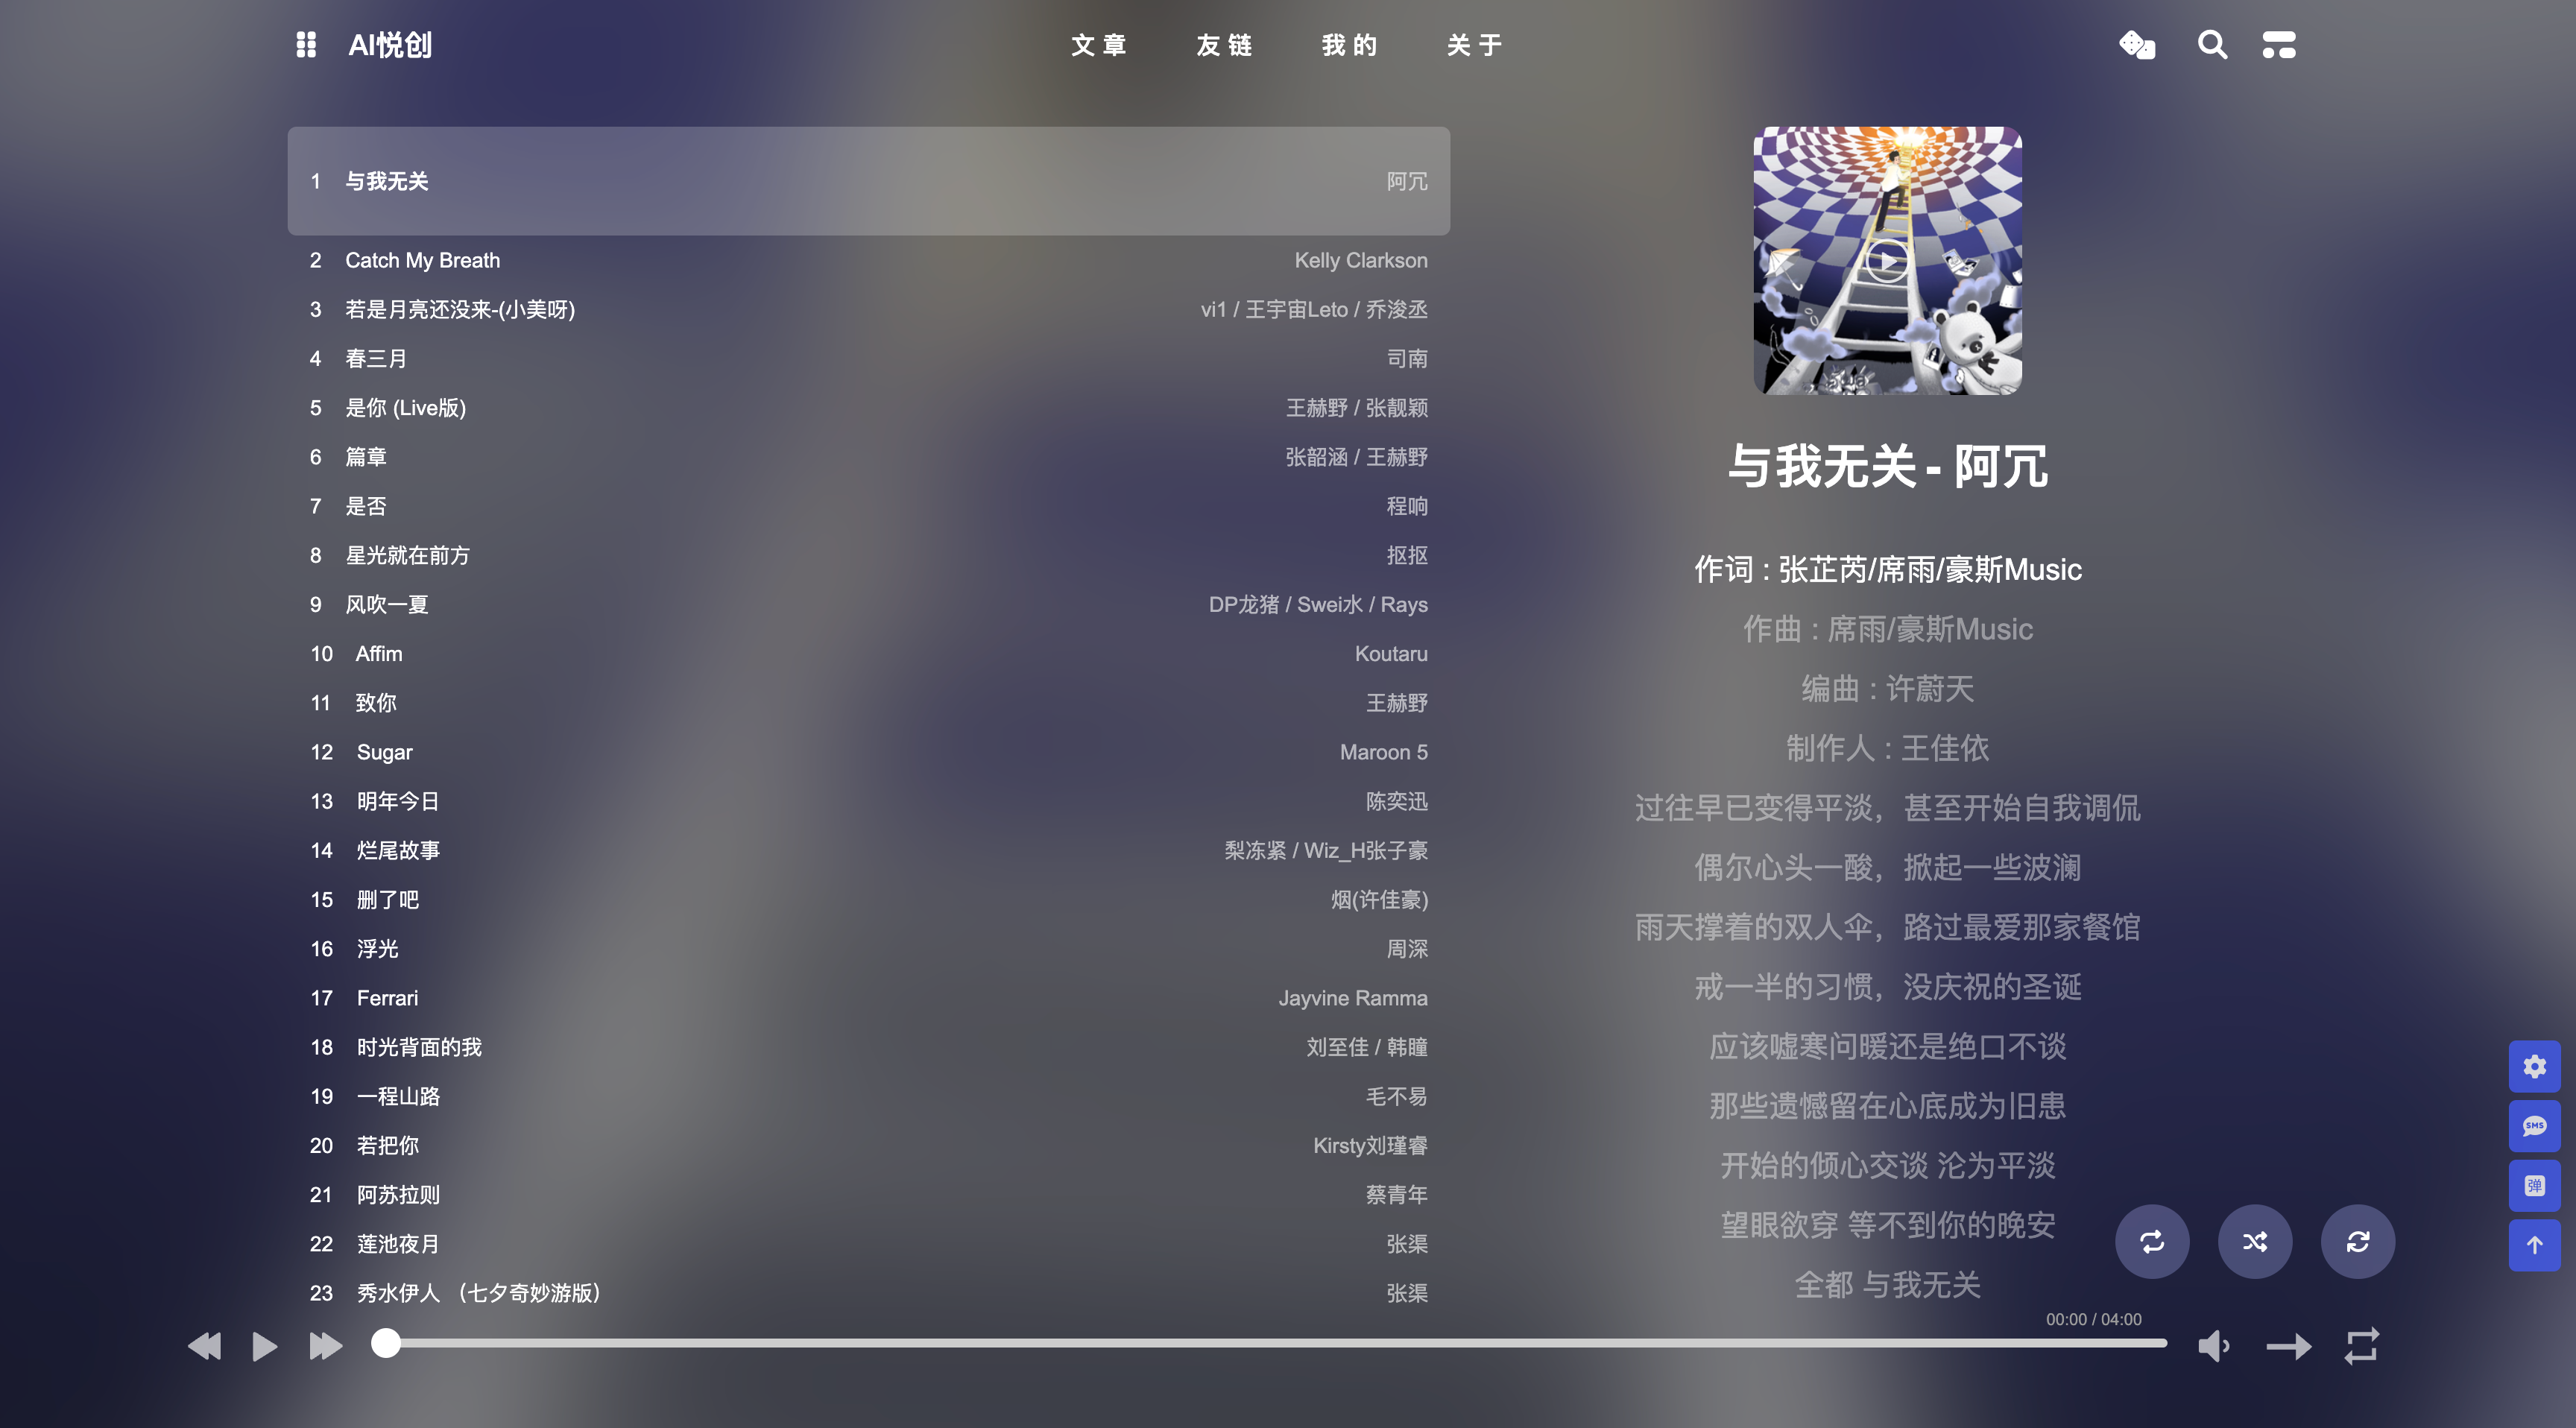 AI悦创
文章 友链 我的 关于
1 与我无关 阿冗
2 Catch My Breath Kelly Clarkson
3 若是月亮还没来-(小美呀) vi1 / 王宇宙Leto / 乔浚丞
4 春三月 司南
5 是你 (Live版) 王赫野 / 张靓颖
6 篇章 张韶涵 / 王赫野
7 是否 程响
8 星光就在前方 抠抠
9 风吹一夏 DP龙猪 / Swei水 / Rays
10 Affim Koutaru
11 致你 王赫野
12 Sugar Maroon 5
13 明年今日 陈奕迅
14 烂尾故事 梨冻紧 / Wiz_H张子豪
15 删了吧 烟(许佳豪)
16 浮光 周深
17 Ferrari Jayvine Ramma
18 时光背面的我 刘至佳 / 韩瞳
19 一程山路 毛不易
20 若把你 Kirsty刘瑾睿
21 阿苏拉则 蔡青年
22 莲池夜月 张渠
23 秀水伊人 （七夕奇妙游版） 张渠
与我无关 - 阿冗
作词 : 张芷芮/席雨/豪斯Music
作曲 : 席雨/豪斯Music
编曲 : 许蔚天
制作人 : 王佳依
过往早已变得平淡，甚至开始自我调侃
偶尔心头一酸，掀起一些波澜
雨天撑着的双人伞，路过最爱那家餐馆
戒一半的习惯，没庆祝的圣诞
应该嘘寒问暖还是绝口不谈
那些遗憾留在心底成为旧患
开始的倾心交谈 沦为平淡
望眼欲穿 等不到你的晚安
全都 与我无关
00:00 / 04:00
SMS
弹